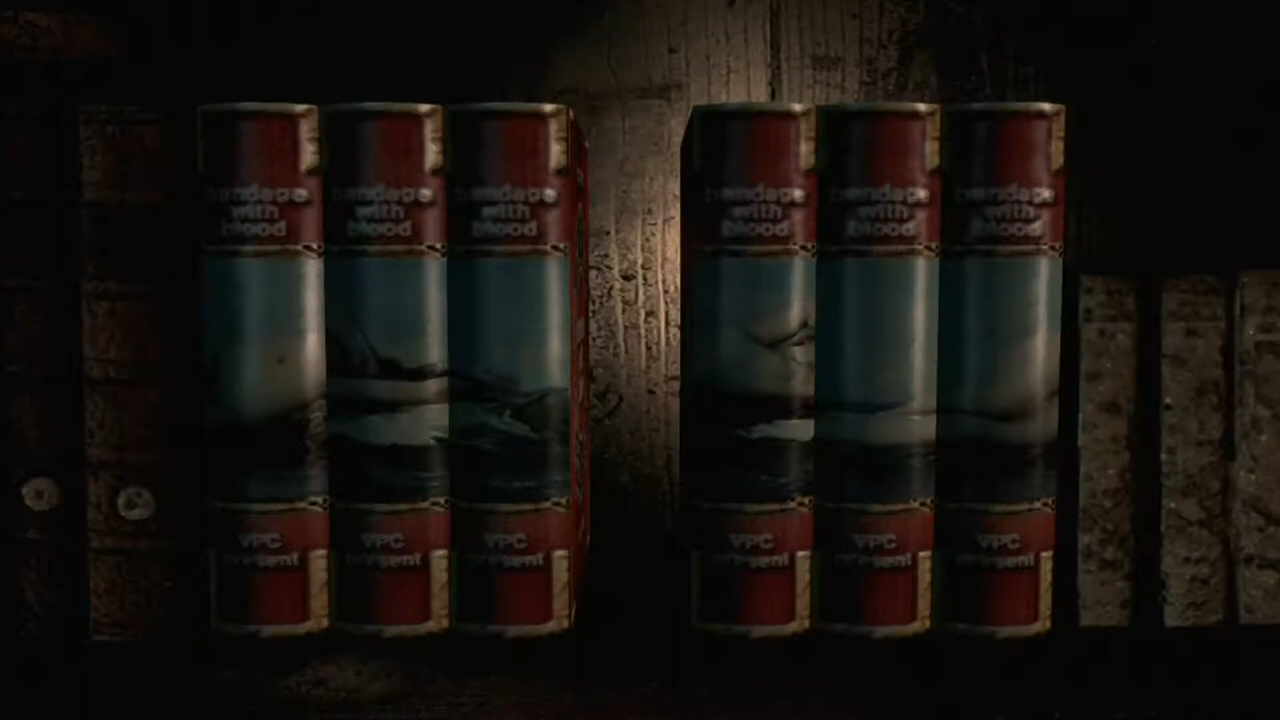 bandage
with
blood
bandage
with
blood
bandage
with
blood
bandage
with
blood
bandage
with
blood
bandage
with
blood
VPC
present
VPC
present
VPC
present
VPC
present
VPC
present
VPC
present